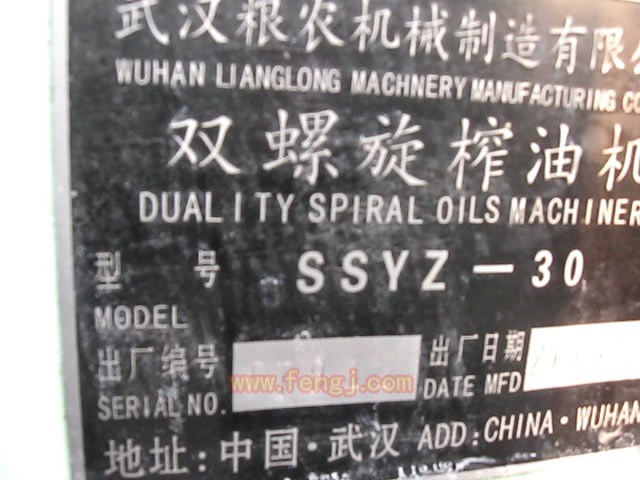 武汉粮农机械制造有限
WUHAN LIANGLONG MACHNERY MANUFACTURING CO
双螺旋榨油机
DUALITY SPIRAL OILS MACHINER
型 号 SSYZ-30
MODEL
出厂编号 出厂日期
SERIAL NO. DATE MFD
www.fengj.com
地址:中国·武汉 ADD:CHINA·WUHAN